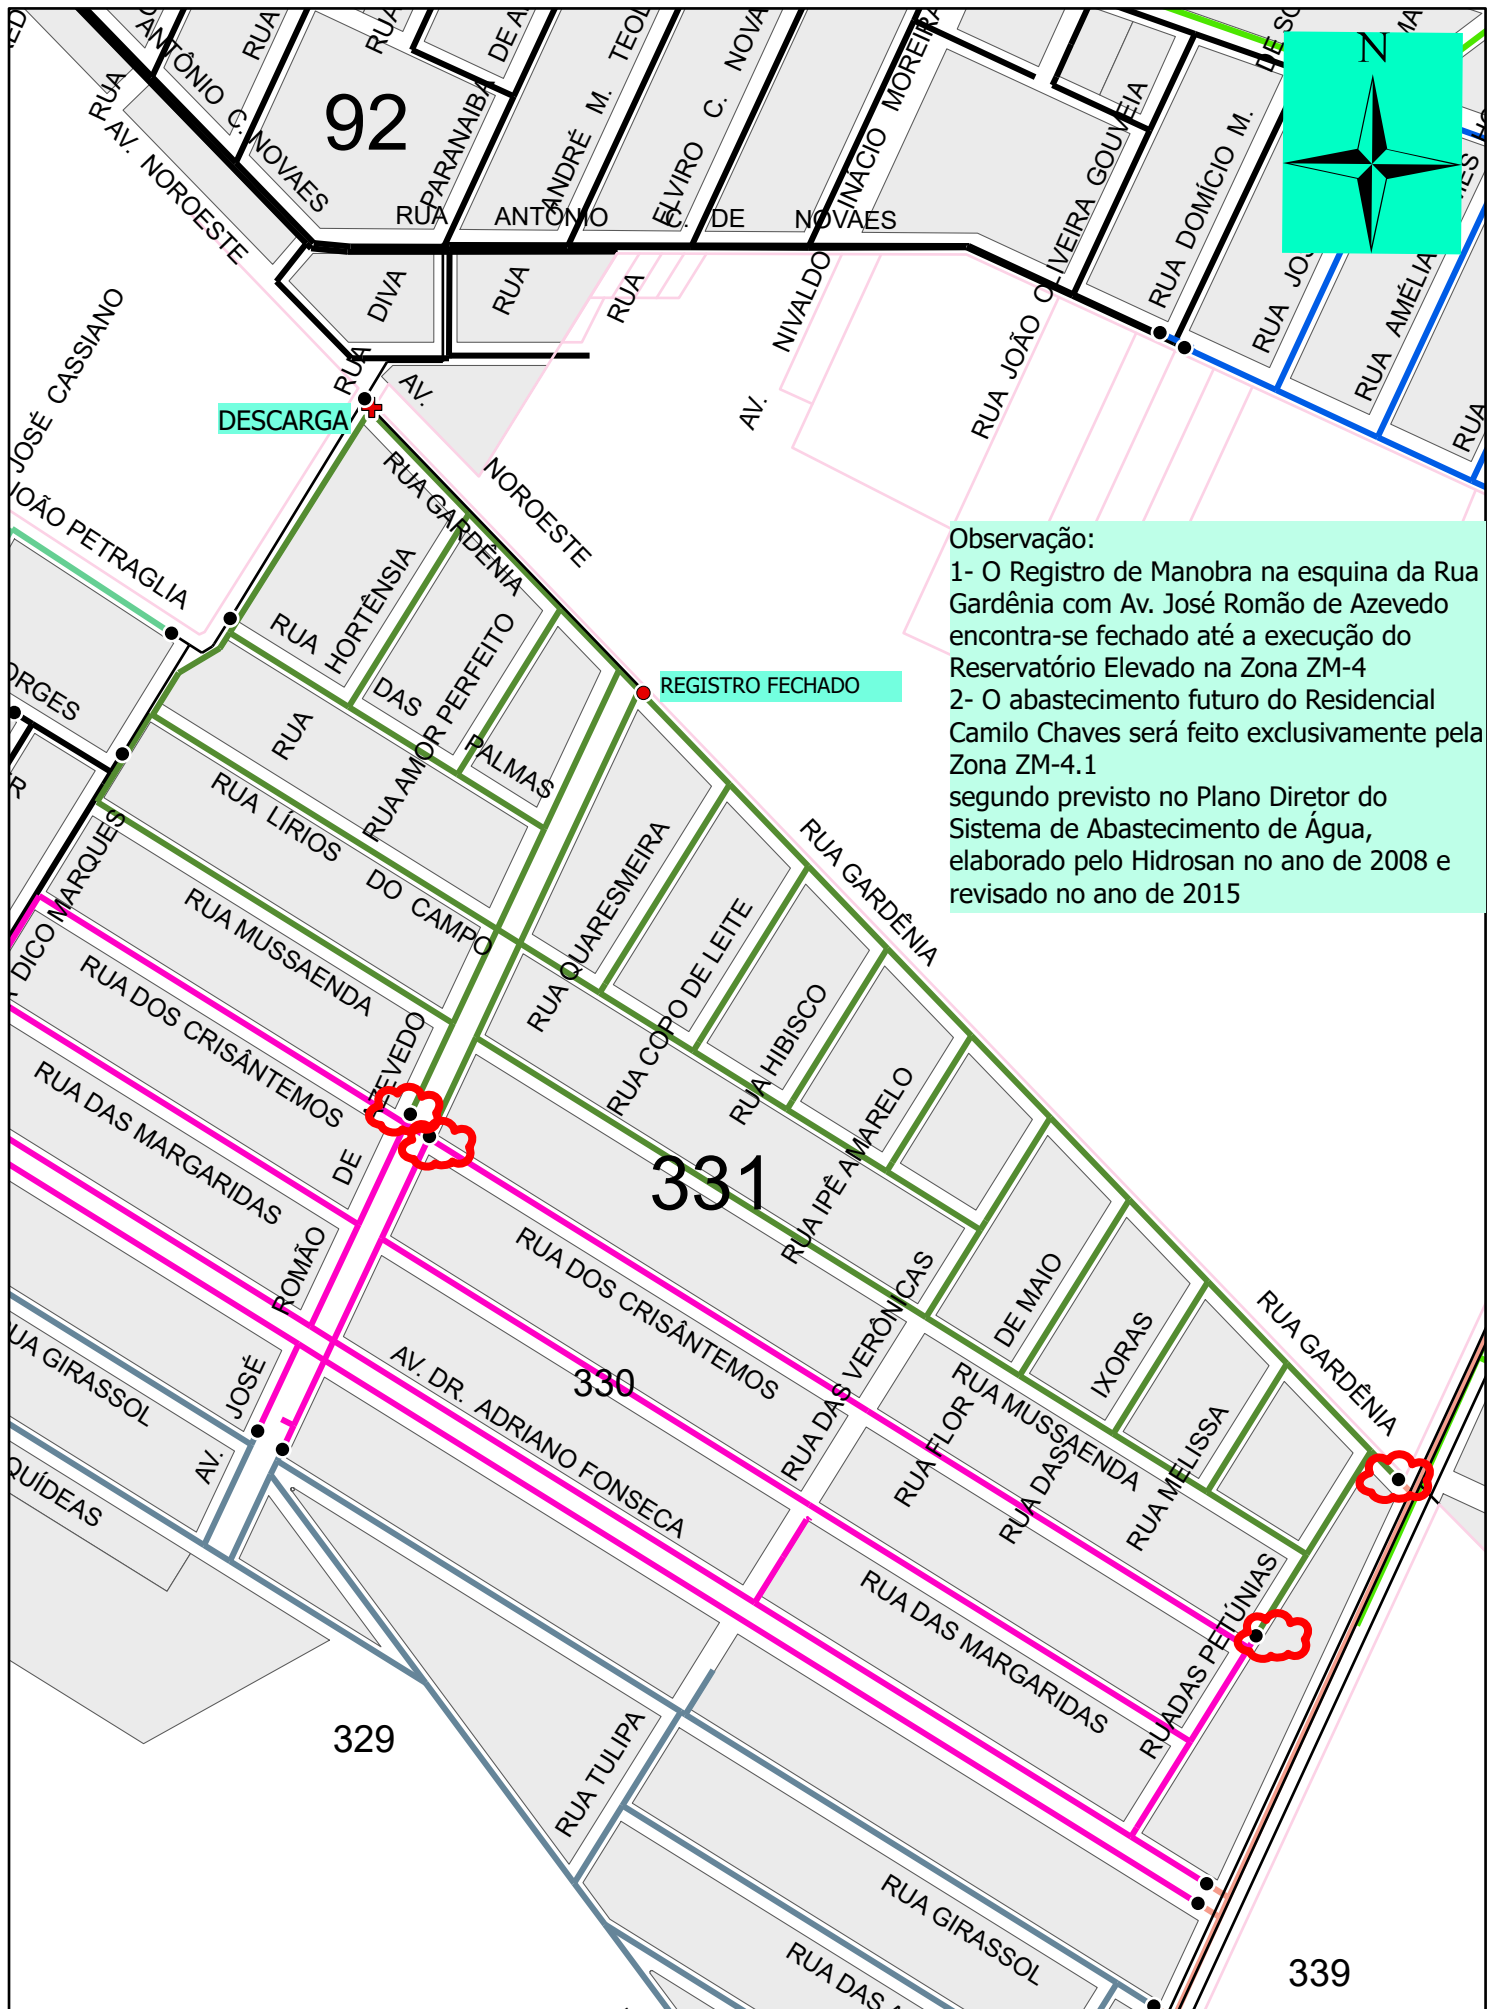 RUA
RUA
RUA
RUA
ANTÔNIO C. NOVAES
AV. NOROESTE
92
PARANAIBA
ANDRÉ M. TEOL
ELVIRO C. NOVA
INÁCIO MOREIRA
RUA JOÃO OLIVEIRA GOUVEIA
RUA DOMÍCIO M.
N
RUA ANTÔNIO C. DE NOVAES
DIVA
RUA
RUA
AV. NIVALDO
RUA AMÉLIA
RUA
RUA
AV. NOROESTE
JOSÉ CASSIANO
DESCARGA
JOÃO PETRAGLIA
RUA GARDÊNIA
Observação:
1- O Registro de Manobra na esquina da Rua
Gardênia com Av. José Romão de Azevedo
encontra-se fechado até a execução do
Reservatório Elevado na Zona ZM-4
2- O abastecimento futuro do Residencial
Camilo Chaves será feito exclusivamente pela
Zona ZM-4.1
segundo previsto no Plano Diretor do
Sistema de Abastecimento de Água,
elaborado pelo Hidrosan no ano de 2008 e
revisado no ano de 2015
REGISTRO FECHADO
RUA HORTÊNSIA
RUA DAS PALMAS
RUA AMOR PERFEITO
ORGES
RUA LÍRIOS DO CAMPO
DICO MARQUES
RUA MUSSAENDA
RUA DOS CRISÂNTEMOS
RUA DAS MARGARIDAS
RUA QUARESMEIRA
RUA COPO DE LEITE
RUA HIBISCO
RUA IPÊ AMARELO
RUA GARDÊNIA
331
AV. JOSÉ ROMÃO DE AZEVEDO
RUA DOS CRISÂNTEMOS
RUA DAS VERÔNICAS
RUA FLOR DE MAIO
RUA DAS IXORAS
RUA MELISSA
RUA MUSSAENDA
RUA GARDÊNIA
330
AV. DR. ADRIANO FONSECA
UA GIRASSOL
QUÍDEAS
RUA DAS MARGARIDAS
RUADAS PETÚNIAS
329
RUA TULIPA
RUA GIRASSOL
RUA DAS
339